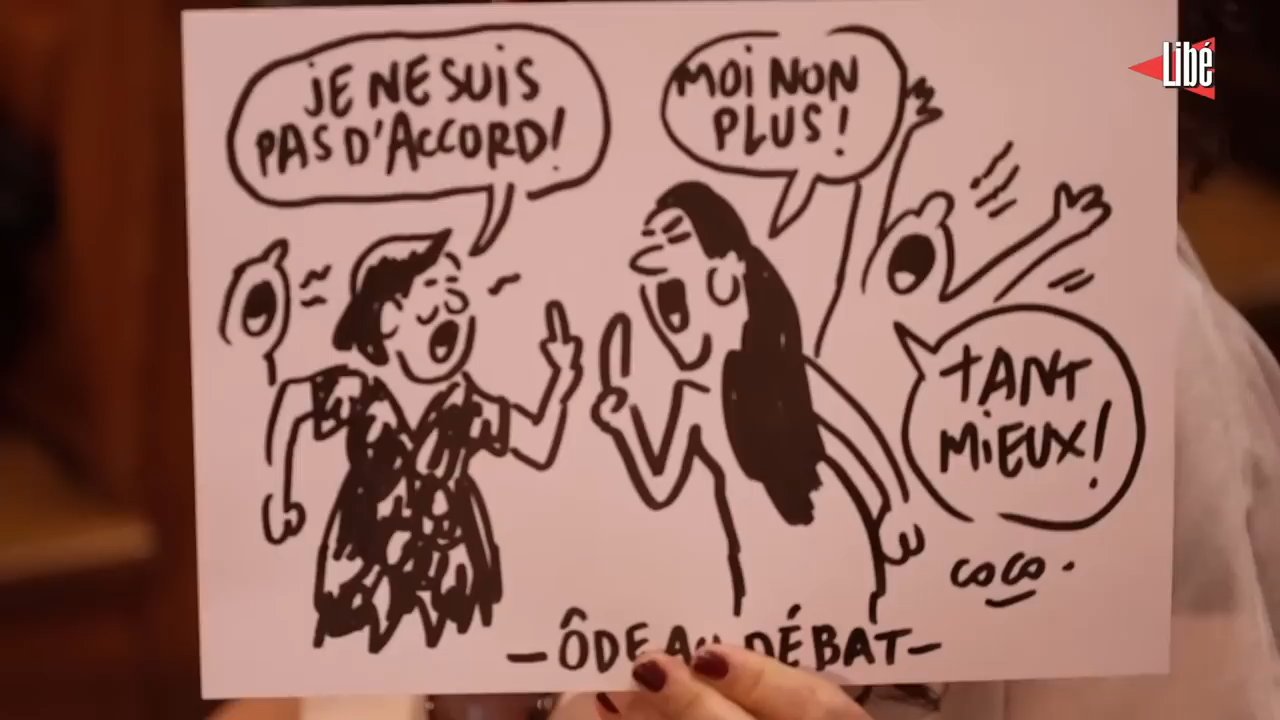 JE NE SUIS
PAS D'ACCORD!
MOI NON
PLUS !
TANT
MIEUX!
COCO.
— ÔDE AU DÉBAT —
Libé